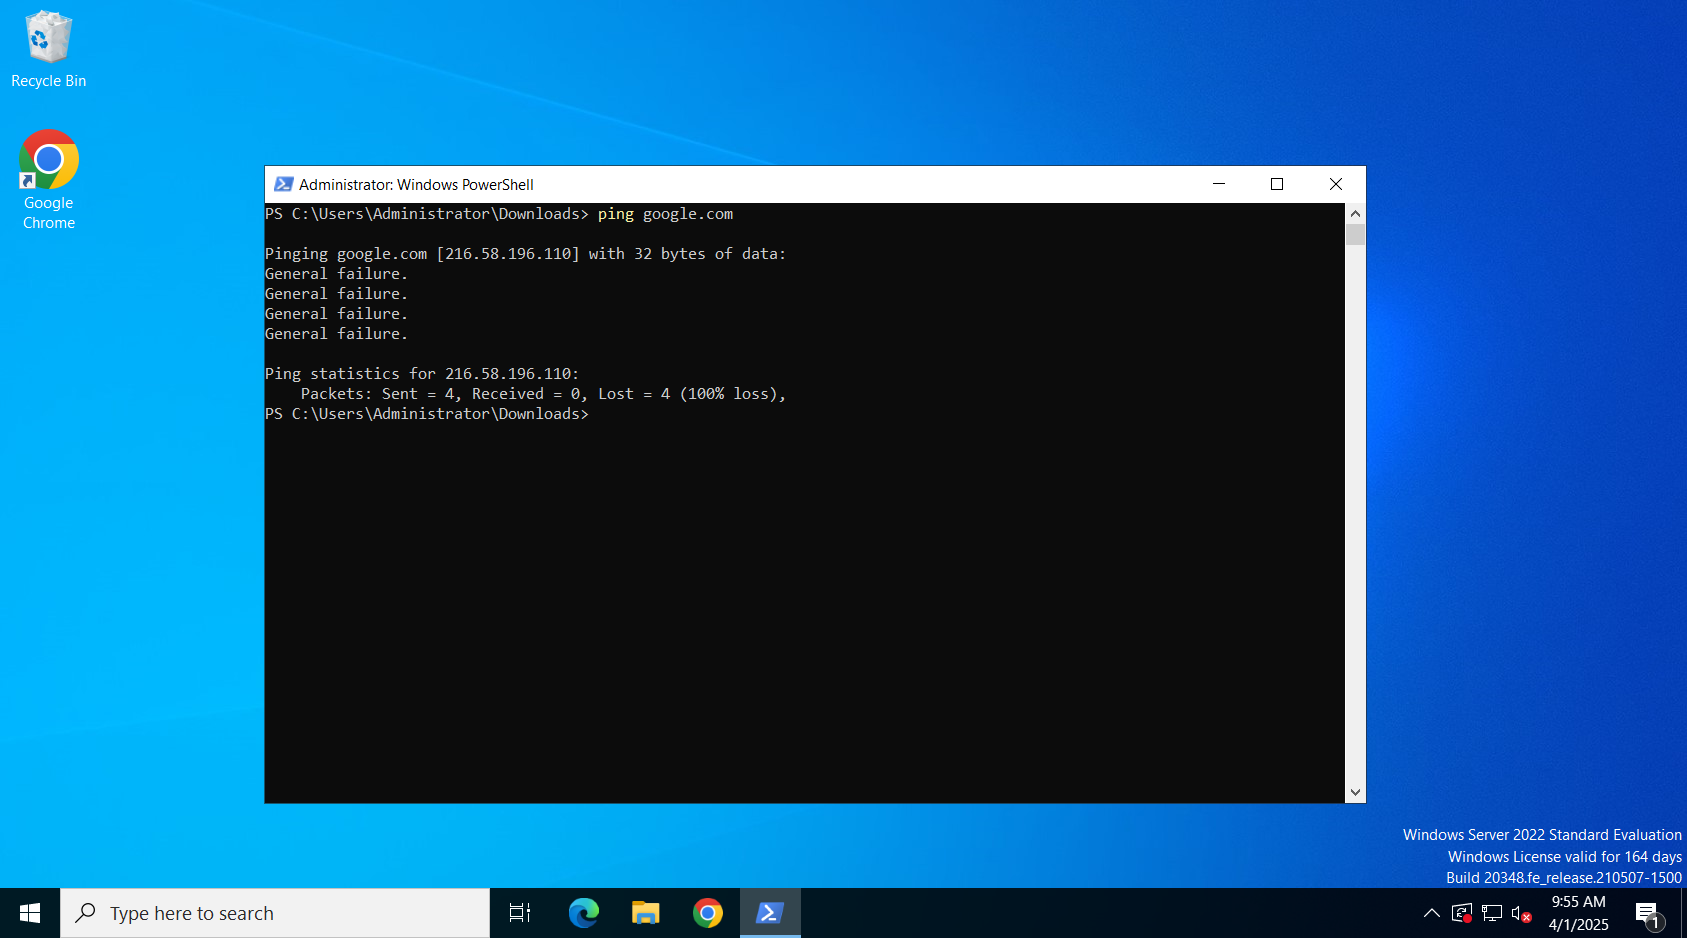 Recycle Bin
Google
Chrome
Administrator: Windows PowerShell
PS C:\Users\Administrator\Downloads> ping google.com
Pinging google.com [216.58.196.110] with 32 bytes of data:
General failure.
General failure.
General failure.
General failure.
Ping statistics for 216.58.196.110:
    Packets: Sent = 4, Received = 0, Lost = 4 (100% loss),
PS C:\Users\Administrator\Downloads>
Windows Server 2022 Standard Evaluation
Windows License valid for 164 days
Build 20348.fe_release.210507-1500
Type here to search
9:55 AM
4/1/2025
1